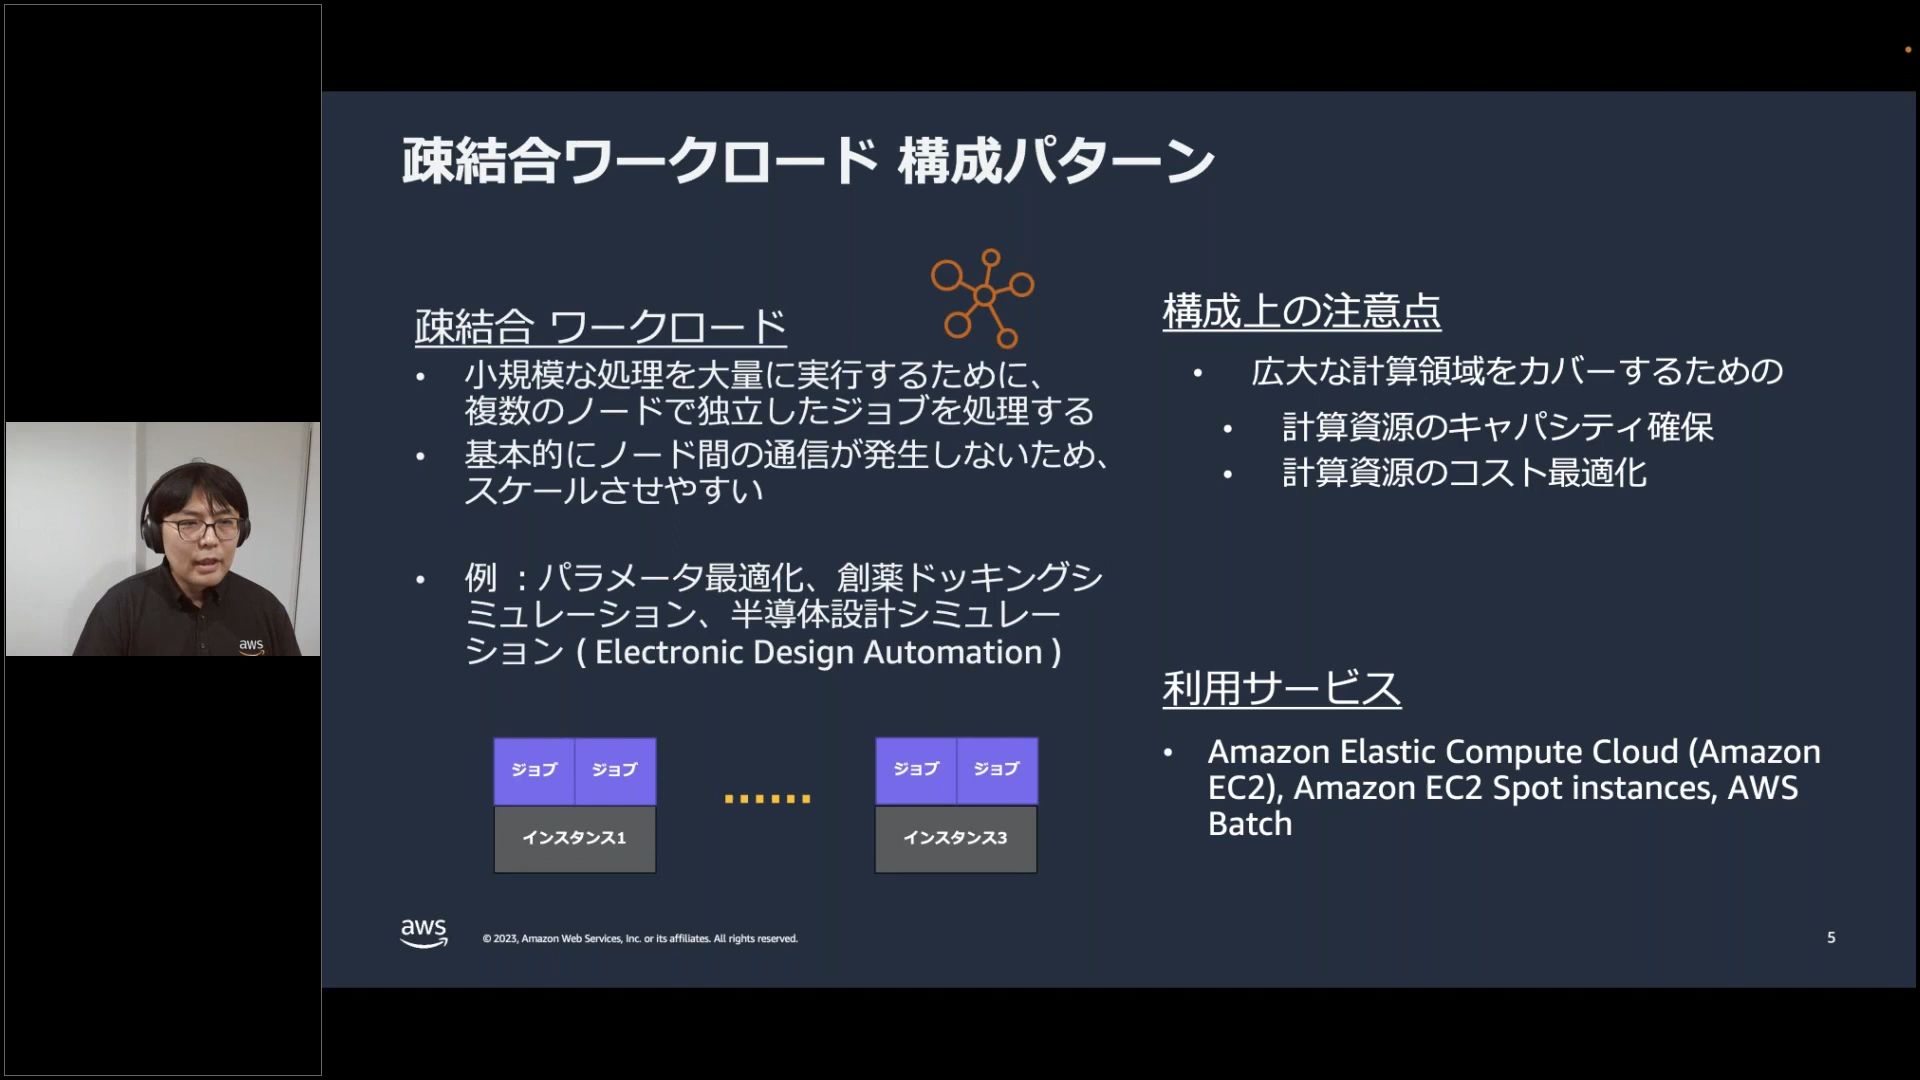 疎結合ワークロード 構成パターン
疎結合 ワークロード
• 小規模な処理を大量に実行するために、
複数のノードで独立したジョブを処理する
• 基本的にノード間の通信が発生しないため、
スケールさせやすい
• 例 ：パラメータ最適化、創薬ドッキングシ
ミュレーション、半導体設計シミュレー
ション ( Electronic Design Automation )
ジョブ ジョブ
インスタンス1
ジョブ ジョブ
インスタンス3
構成上の注意点
• 広大な計算領域をカバーするための
• 計算資源のキャパシティ確保
• 計算資源のコスト最適化
利用サービス
• Amazon Elastic Compute Cloud (Amazon
EC2), Amazon EC2 Spot instances, AWS
Batch
aws
aws
© 2023, Amazon Web Services, Inc. or its affiliates. All rights reserved.
5